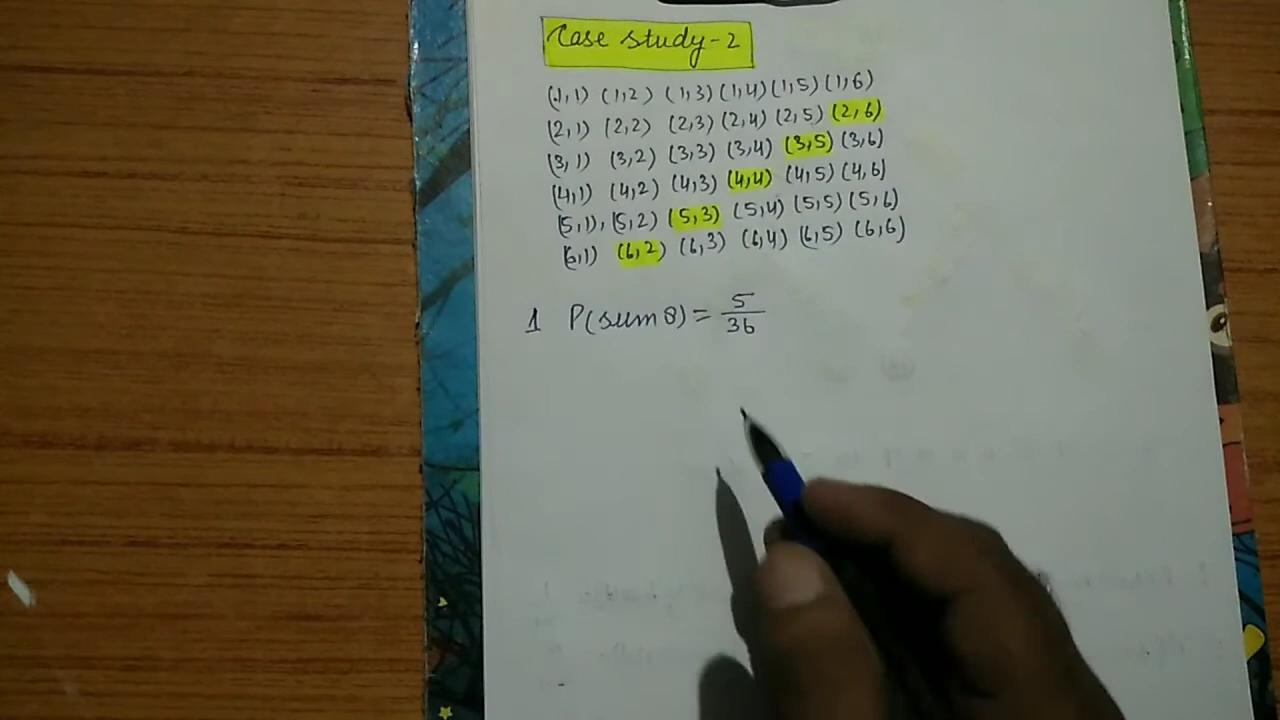 Case study-2
(1,1) (1,2) (1,3) (1,4) (1,5) (1,6)
(2,1) (2,2) (2,3) (2,4) (2,5) (2,6)
(3,1) (3,2) (3,3) (3,4) (3,5) (3,6)
(4,1) (4,2) (4,3) (4,4) (4,5) (4,6)
(5,1), (5,2) (5,3) (5,4) (5,5) (5,6)
(6,1) (6,2) (6,3) (6,4) (6,5) (6,6)
1 P(sum 8) = 5/36